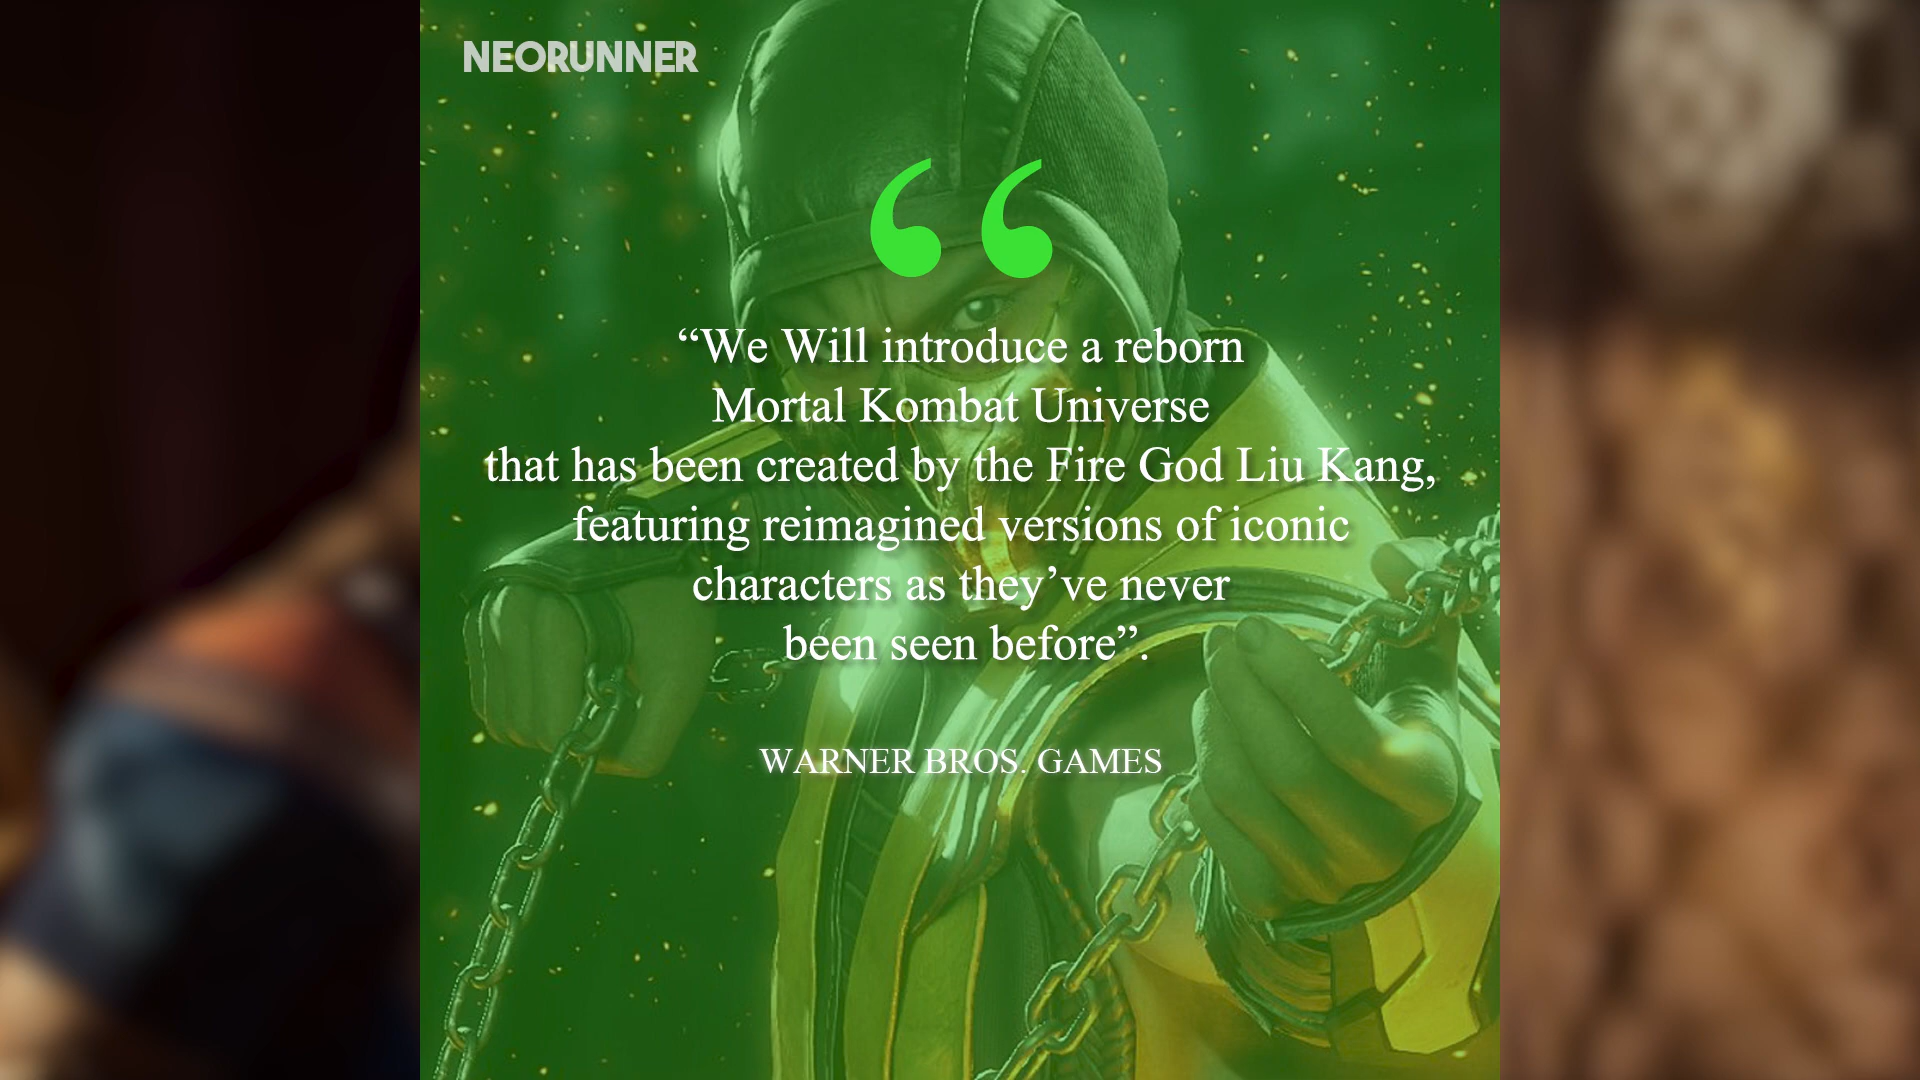 NEORUNNER
“
“We Will introduce a reborn
Mortal Kombat Universe
that has been created by the Fire God Liu Kang,
featuring reimagined versions of iconic
characters as they’ve never
been seen before”.
WARNER BROS. GAMES